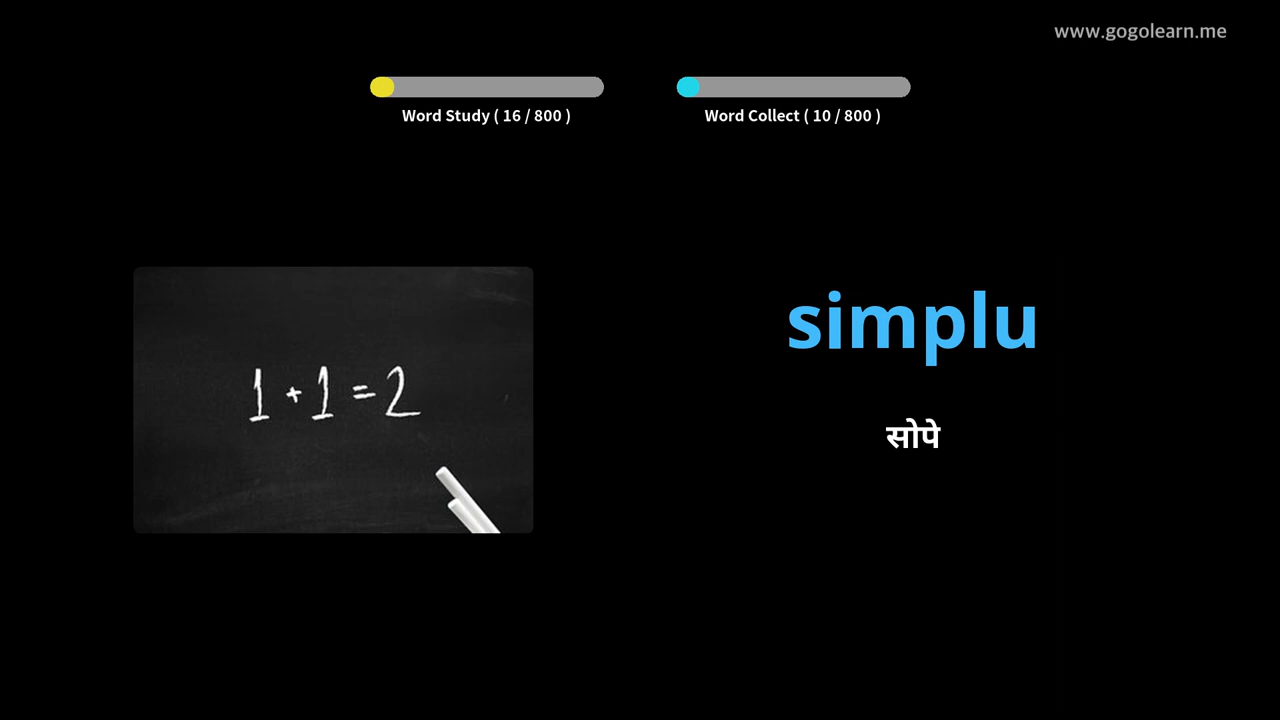 www.gogolearn.me
Word Study ( 16 / 800 )
Word Collect ( 10 / 800 )
1 + 1 = 2
simplu
सोपे